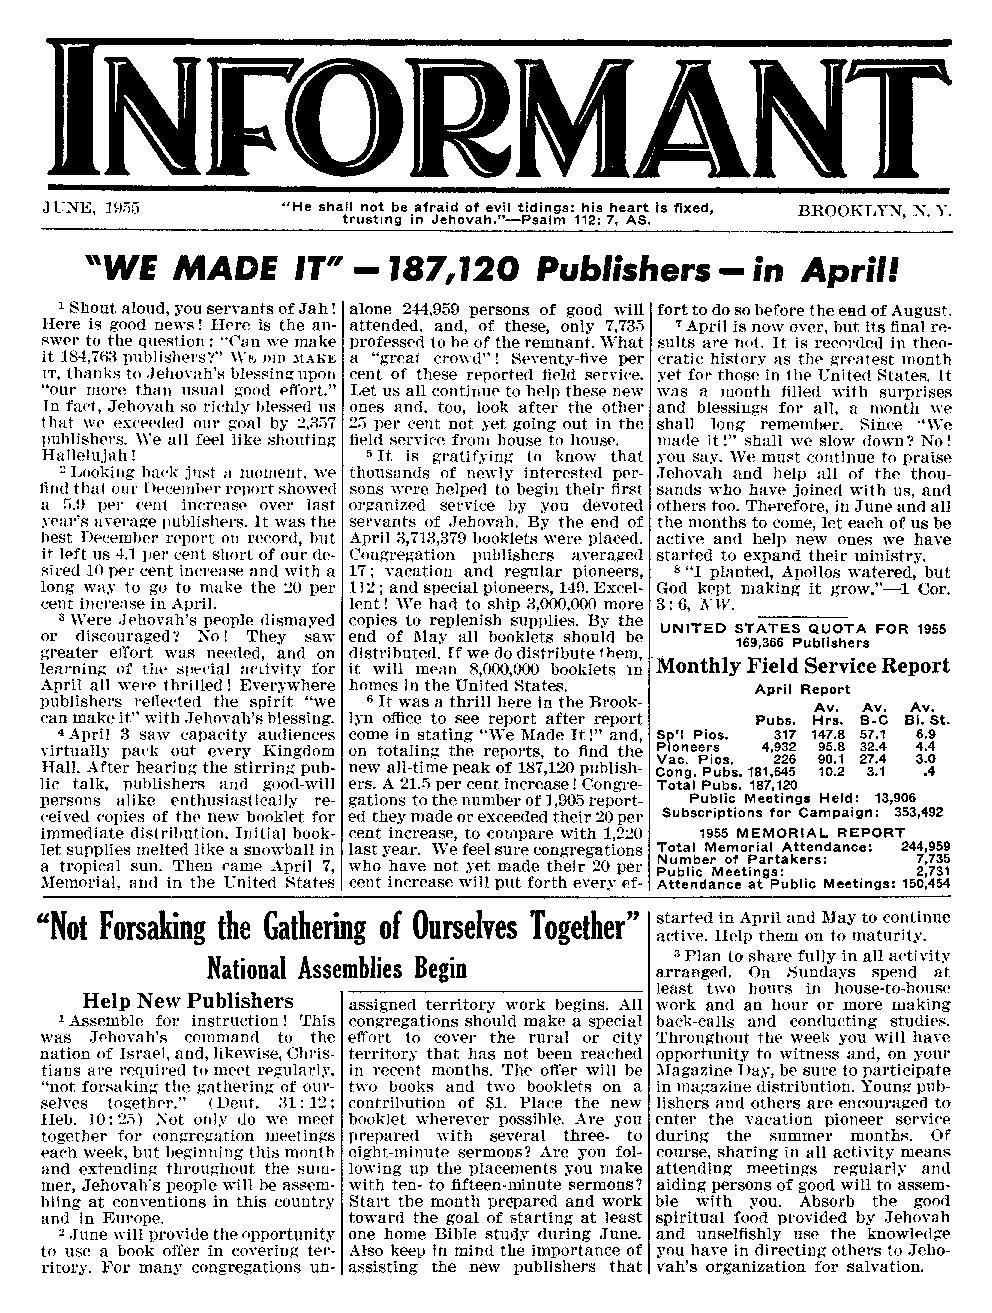 INFORMANT
JUNE, 1955
"He shall not be afraid of evil tidings: his heart is fixed,
trusting in Jehovah."—Psalm 112:7, AS.
BROOKLYN, N. Y.
"WE MADE IT" — 187,120 Publishers — in April!
1 Shout aloud, you servants of Jah!
Here is good news! Here is the an-
swer to the question: "Can we make
it 184,763 publishers?" WE DID MAKE
IT, thanks to Jehovah's blessing upon
"our more than usual good effort."
In fact, Jehovah so richly blessed us
that we exceeded our goal by 2,357
publishers. We all feel like shouting
Hallelujah!
2 Looking back just a moment, we
find that our December report showed
a 5.9 per cent increase over last
year's average publishers. It was the
best December report on record, but
it left us 4.1 per cent short of our de-
sired 10 per cent increase and with a
long way to go to make the 20 per
cent increase in April.
3 Were Jehovah's people dismayed
or discouraged? No! They saw
greater effort was needed, and on
learning of the special activity for
April all were thrilled! Everywhere
publishers reflected the spirit "we
can make it" with Jehovah's blessing.
4 April 3 saw capacity audiences
virtually pack out every Kingdom
Hall. After hearing the stirring pub-
lic talk, publishers and good-will
persons alike enthusiastically re-
ceived copies of the new booklet for
immediate distribution. Initial book-
let supplies melted like a snowball in
a tropical sun. Then came April 7,
Memorial, and in the United States
alone 244,959 persons of good will
attended, and, of these, only 7,735
professed to be of the remnant. What
a "great crowd"! Seventy-five per
cent of these reported field service.
Let us all continue to help these new
ones and, too, look after the other
25 per cent not yet going out in the
field service from house to house.
5 It is gratifying to know that
thousands of newly interested per-
sons were helped to begin their first
organized service by you devoted
servants of Jehovah. By the end of
April 3,713,379 booklets were placed.
Congregation publishers averaged
17; vacation and regular pioneers,
112; and special pioneers, 149. Excel-
lent! We had to ship 3,000,000 more
copies to replenish supplies. By the
end of May all booklets should be
distributed. If we do distribute them,
it will mean 8,000,000 booklets in
homes in the United States.
6 It was a thrill here in the Brook-
lyn office to see report after report
come in stating "We Made It!" and,
on totaling the reports, to find the
new all-time peak of 187,120 publish-
ers. A 21.5 per cent increase! Congre-
gations to the number of 1,905 report-
ed they made or exceeded their 20 per
cent increase, to compare with 1,220
last year. We feel sure congregations
who have not yet made their 20 per
cent increase will put forth every ef-
fort to do so before the end of August.
7 April is now over, but its final re-
sults are not. It is recorded in theo-
cratic history as the greatest month
yet for those in the United States. It
was a month filled with surprises
and blessings for all, a month we
shall long remember. Since "We
made it!" shall we slow down? No!
you say. We must continue to praise
Jehovah and help all of the thou-
sands who have joined with us, and
others too. Therefore, in June and all
the months to come, let each of us be
active and help new ones we have
started to expand their ministry.
8 "I planted, Apollos watered, but
God kept making it grow."—1 Cor.
3:6, NW.
UNITED STATES QUOTA FOR 1955
169,366 Publishers
Monthly Field Service Report
April Report
Av. Av. Av.
Pubs. Hrs. B-C Bi. St.
Sp'l Pios. 317 147.8 57.1 6.9
Pioneers 4,932 95.8 32.4 4.4
Vac. Pios. 226 90.1 27.4 3.0
Cong. Pubs. 181,645 10.2 3.1 .4
Total Pubs. 187,120
Public Meetings Held: 13,906
Subscriptions for Campaign: 353,492
1955 MEMORIAL REPORT
Total Memorial Attendance: 244,959
Number of Partakers: 7,735
Public Meetings: 2,731
Attendance at Public Meetings: 150,454
"Not Forsaking the Gathering of Ourselves Together"
National Assemblies Begin
Help New Publishers
1 Assemble for instruction! This
was Jehovah's command to the
nation of Israel, and, likewise, Chris-
tians are required to meet regularly,
"not forsaking the gathering of our-
selves together." (Deut. 31:12;
Heb. 10:25) Not only do we meet
together for congregation meetings
each week, but beginning this month
and extending throughout the sum-
mer, Jehovah's people will be assem-
bling at conventions in this country
and in Europe.
2 June will provide the opportunity
to use a book offer in covering ter-
ritory. For many congregations un-
assigned territory work begins. All
congregations should make a special
effort to cover the rural or city
territory that has not been reached
in recent months. The offer will be
two books and two booklets on a
contribution of $1. Place the new
booklet wherever possible. Are you
prepared with several three- to
eight-minute sermons? Are you fol-
lowing up the placements you make
with ten- to fifteen-minute sermons?
Start the month prepared and work
toward the goal of starting at least
one home Bible study during June.
Also keep in mind the importance of
assisting the new publishers that
started in April and May to continue
active. Help them on to maturity.
3 Plan to share fully in all activity
arranged. On Sundays spend at
least two hours in house-to-house
work and an hour or more making
back-calls and conducting studies.
Throughout the week you will have
opportunity to witness and, on your
Magazine Day, be sure to participate
in magazine distribution. Young pub-
lishers and others are encouraged to
enter the vacation pioneer service
during the summer months. Of
course, sharing in all activity means
attending meetings regularly and
aiding persons of good will to assem-
ble with you. Absorb the good
spiritual food provided by Jehovah
and unselfishly use the knowledge
you have in directing others to Jeho-
vah's organization for salvation.